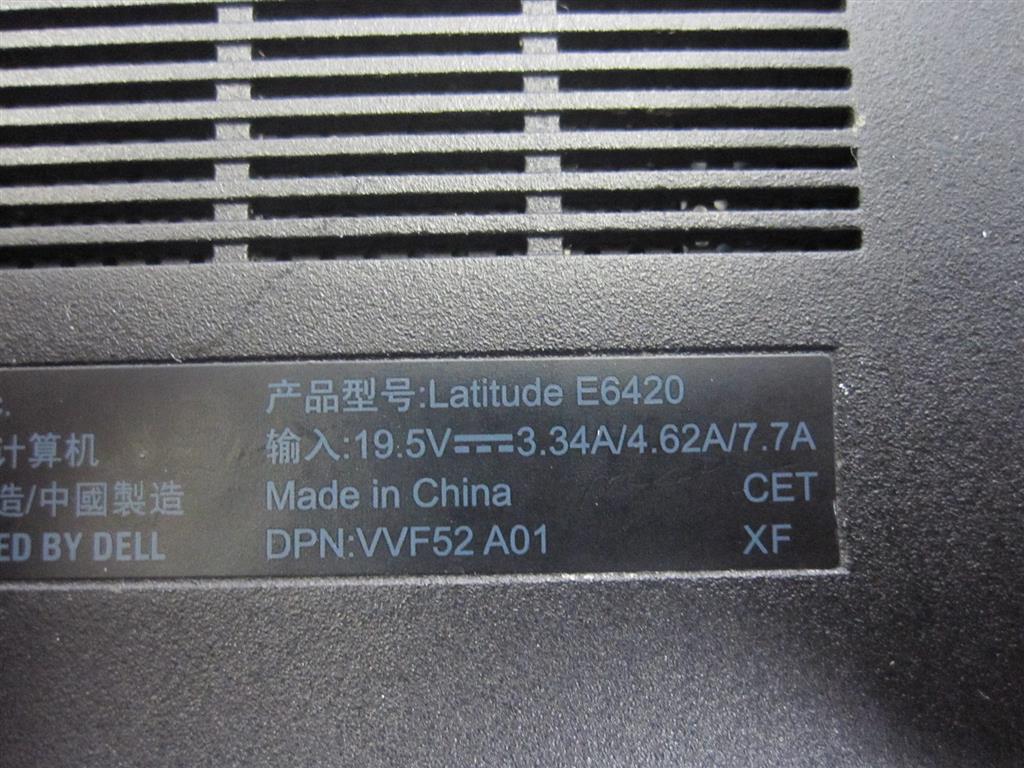 产品型号:Latitude E6420
计算机 输入:19.5V⎓3.34A/4.62A/7.7A
造/中國製造 Made in China CET
ED BY DELL DPN:VVF52 A01 XF